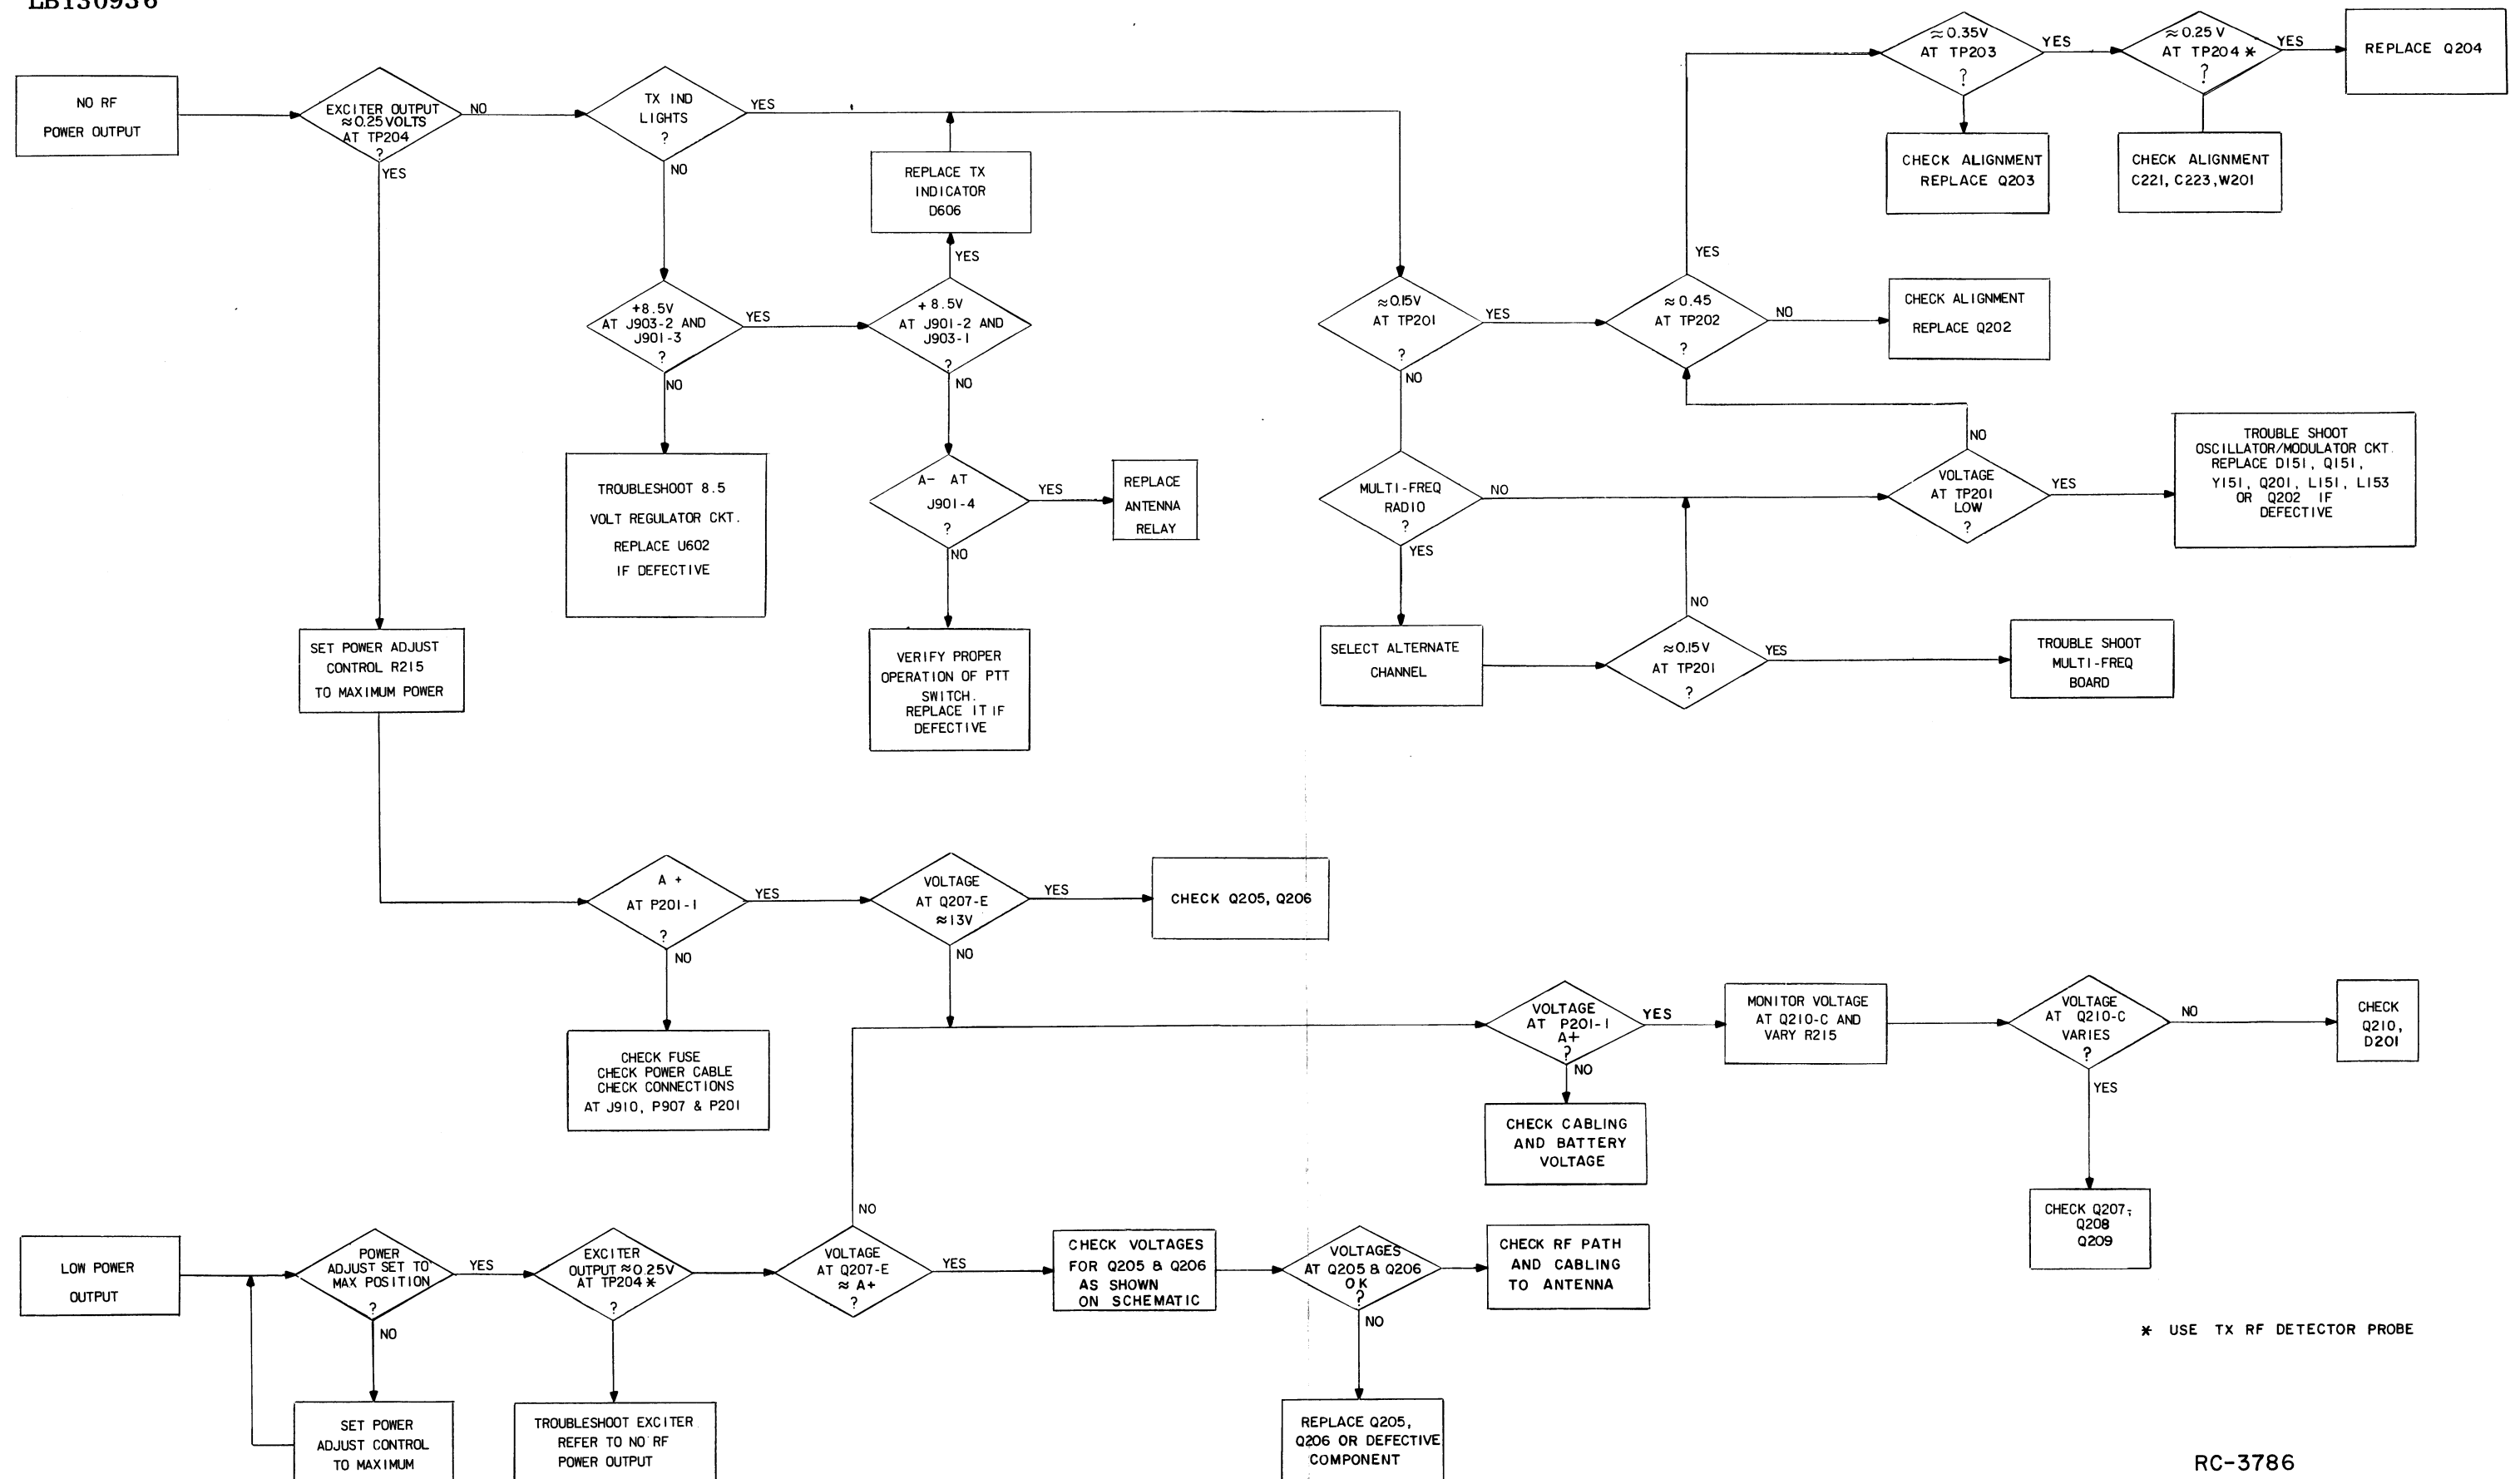 LBI30936
NO RF
POWER OUTPUT
EXCITER OUTPUT
≈0.25 VOLTS
AT TP204
?
NO
YES
TX IND
LIGHTS
?
YES
NO
REPLACE TX
INDICATOR
D606
YES
+8.5V
AT J903-2 AND
J901-3
?
YES
NO
+8.5V
AT J901-2 AND
J903-1
?
NO
TROUBLESHOOT 8.5
VOLT REGULATOR CKT.
REPLACE U602
IF DEFECTIVE
A- AT
J901-4
?
YES
NO
REPLACE
ANTENNA
RELAY
VERIFY PROPER
OPERATION OF PTT
SWITCH.
REPLACE IT IF
DEFECTIVE
SET POWER ADJUST
CONTROL R215
TO MAXIMUM POWER
≈0.35V
AT TP203
?
YES
≈0.25 V
AT TP204 *
?
YES
REPLACE Q204
CHECK ALIGNMENT
REPLACE Q203
CHECK ALIGNMENT
C221, C223, W201
YES
≈0.15V
AT TP201
?
YES
NO
≈0.45
AT TP202
?
NO
CHECK ALIGNMENT
REPLACE Q202
MULTI-FREQ
RADIO
?
NO
YES
NO
VOLTAGE
AT TP201
LOW
?
YES
TROUBLE SHOOT
OSCILLATOR/MODULATOR CKT.
REPLACE D151, Q151,
Y151, Q201, L151, L153
OR Q202 IF
DEFECTIVE
SELECT ALTERNATE
CHANNEL
NO
≈0.15V
AT TP201
?
YES
TROUBLE SHOOT
MULTI-FREQ
BOARD
A +
AT P201-1
?
YES
NO
VOLTAGE
AT Q207-E
≈13V
YES
NO
CHECK Q205, Q206
CHECK FUSE
CHECK POWER CABLE
CHECK CONNECTIONS
AT J910, P907 & P201
VOLTAGE
AT P201-1
A+
?
YES
NO
MONITOR VOLTAGE
AT Q210-C AND
VARY R215
VOLTAGE
AT Q210-C
VARIES
?
NO
YES
CHECK
Q210,
D201
CHECK CABLING
AND BATTERY
VOLTAGE
CHECK Q207,
Q208
Q209
LOW POWER
OUTPUT
POWER
ADJUST SET TO
MAX POSITION
?
YES
NO
EXCITER
OUTPUT ≈0.25V
AT TP204 *
?
NO
VOLTAGE
AT Q207-E
≈ A+
?
YES
CHECK VOLTAGES
FOR Q205 & Q206
AS SHOWN
ON SCHEMATIC
VOLTAGES
AT Q205 & Q206
OK
?
NO
CHECK RF PATH
AND CABLING
TO ANTENNA
* USE TX RF DETECTOR PROBE
SET POWER
ADJUST CONTROL
TO MAXIMUM
TROUBLESHOOT EXCITER
REFER TO NO RF
POWER OUTPUT
REPLACE Q205,
Q206 OR DEFECTIVE
COMPONENT
RC-3786